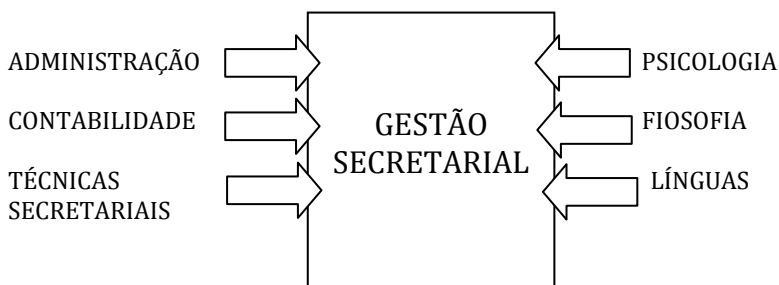 ADMINISTRAÇÃO
CONTABILIDADE
TÉCNICAS
SECRETARIAIS
GESTÃO
SECRETARIAL
PSICOLOGIA
FIOSOFIA
LÍNGUAS